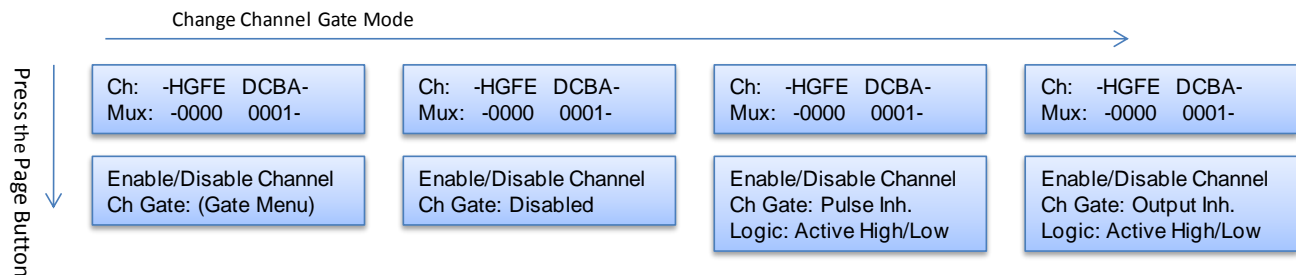 Change Channel Gate Mode
Press the Page Button
Ch: -HGFE DCBA-
Mux: -0000 0001-
Ch: -HGFE DCBA-
Mux: -0000 0001-
Ch: -HGFE DCBA-
Mux: -0000 0001-
Ch: -HGFE DCBA-
Mux: -0000 0001-
Enable/Disable Channel
Ch Gate: (Gate Menu)
Enable/Disable Channel
Ch Gate: Disabled
Enable/Disable Channel
Ch Gate: Pulse Inh.
Logic: Active High/Low
Enable/Disable Channel
Ch Gate: Output Inh.
Logic: Active High/Low